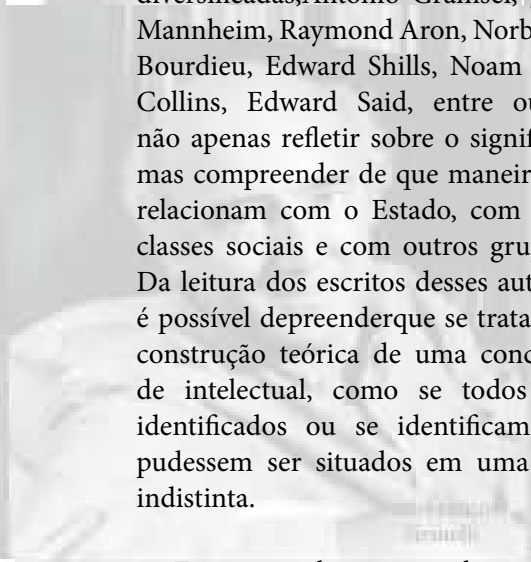 Mannheim, Raymond Aron, Norb
Bourdieu, Edward Shills, Noam
Collins, Edward Said, entre ou
não apenas refletir sobre o signif
mas compreender de que maneir
relacionam com o Estado, com
classes sociais e com outros gru
Da leitura dos escritos desses aut
é possível depreenderque se trata
construção teórica de uma conc
de intelectual, como se todos
identificados ou se identificam
pudessem ser situados em uma
indistinta.